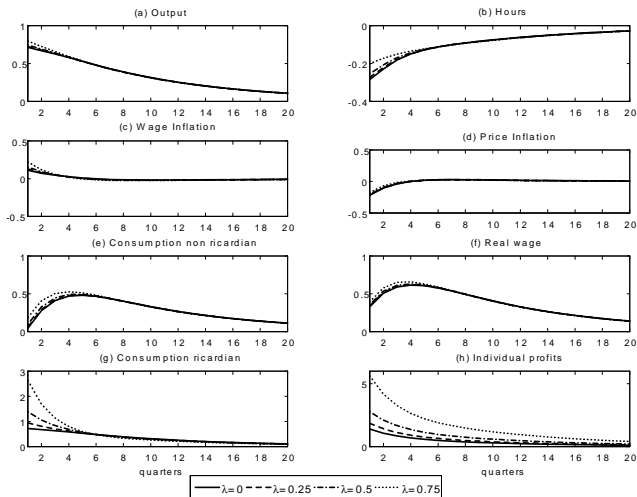 (a) Output
1
0.5
0
2 4 6 8 10 12 14 16 18 20
(b) Hours
0
-0.2
-0.4
2 4 6 8 10 12 14 16 18 20
(c) Wage Inflation
0.5
0
-0.5
2 4 6 8 10 12 14 16 18 20
(d) Price Inflation
0.5
0
-0.5
2 4 6 8 10 12 14 16 18 20
(e) Consumption non ricardian
1
0.5
0
2 4 6 8 10 12 14 16 18 20
(f) Real wage
1
0.5
0
2 4 6 8 10 12 14 16 18 20
(g) Consumption ricardian
3
2
1
0
2 4 6 8 10 12 14 16 18 20
quarters
(h) Individual profits
5
0
2 4 6 8 10 12 14 16 18 20
quarters
λ=0 λ=0.25 λ=0.5 λ=0.75